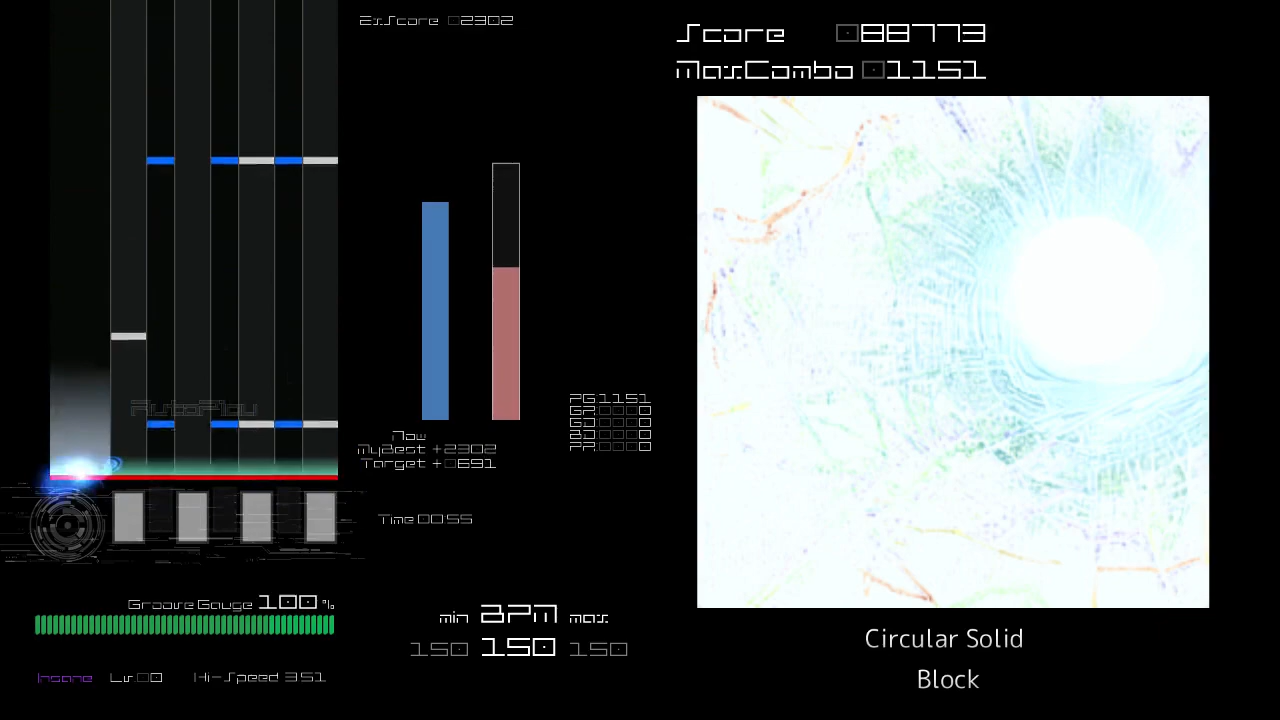 ExScore 02302
Score 088773
MaxCombo 01151
AutoPlay
PG 1151
GR 0000
GD 0000
BD 0000
PR 0000
Now
MyBest +2302
Target +0691
Time 00:55
Groove Gauge 100 %
min BPM max
150 150 150
Insane Lv.00 Hi-Speed 3.51
Circular Solid
Block